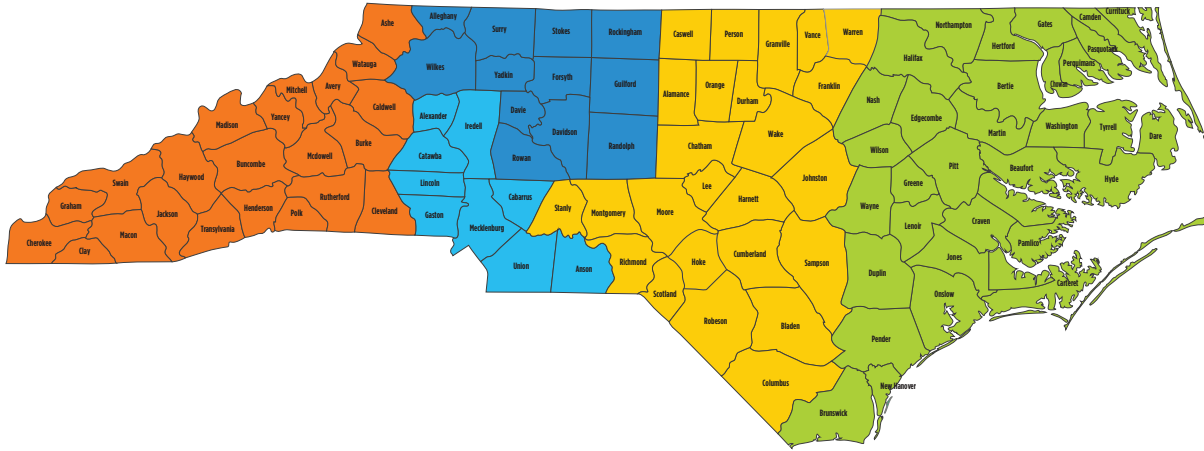 Ashe
Alleghany
Surry
Stokes
Rockingham
Caswell
Person
Granville
Vance
Warren
Northampton
Gates
Camden
Currituck
Hertford
Pasquotank
Perquimans
Chowan
Halifax
Watauga
Wilkes
Yadkin
Forsyth
Guilford
Alamance
Orange
Durham
Franklin
Nash
Bertie
Mitchell
Avery
Caldwell
Alexander
Iredell
Davie
Davidson
Edgecombe
Martin
Washington
Tyrrell
Dare
Madison
Yancey
Burke
Mcdowell
Catawba
Rowan
Randolph
Chatham
Wake
Wilson
Pitt
Beaufort
Hyde
Swain
Haywood
Buncombe
Lincoln
Lee
Johnston
Greene
Graham
Jackson
Henderson
Polk
Rutherford
Cleveland
Gaston
Cabarrus
Stanly
Montgomery
Moore
Harnett
Wayne
Lenoir
Craven
Pamlico
Cherokee
Clay
Macon
Transylvania
Mecklenburg
Union
Anson
Richmond
Hoke
Cumberland
Sampson
Duplin
Jones
Carteret
Scotland
Onslow
Robeson
Bladen
Pender
Columbus
New Hanover
Brunswick